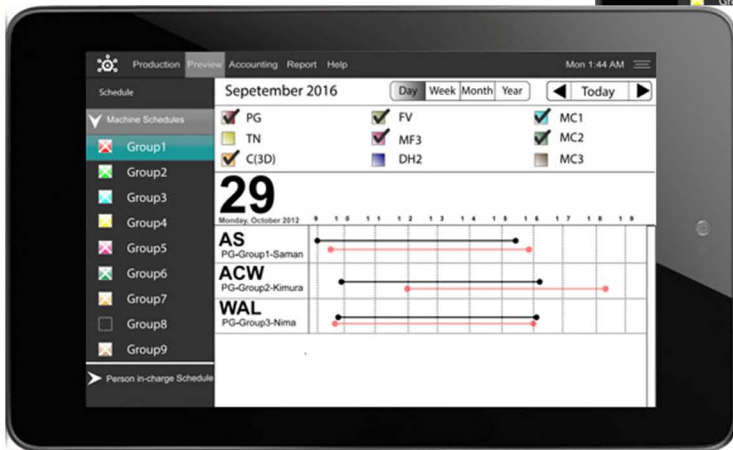 Gr
Production Preview Accounting Report Help Mon 1:44 AM
Schedule
Machine Schedules
Group1
Group2
Group3
Group4
Group5
Group6
Group7
Group8
Group9
Person in-charge Schedule
Sepetember 2016 Day Week Month Year Today
PG FV MC1
TN MF3 MC2
C(3D) DH2 MC3
29
Monday, October 2012 9 10 11 12 13 14 15 16 17 18 19
AS
PG-Group1-Saman
ACW
PG-Group2-Kimura
WAL
PG-Group3-Nima